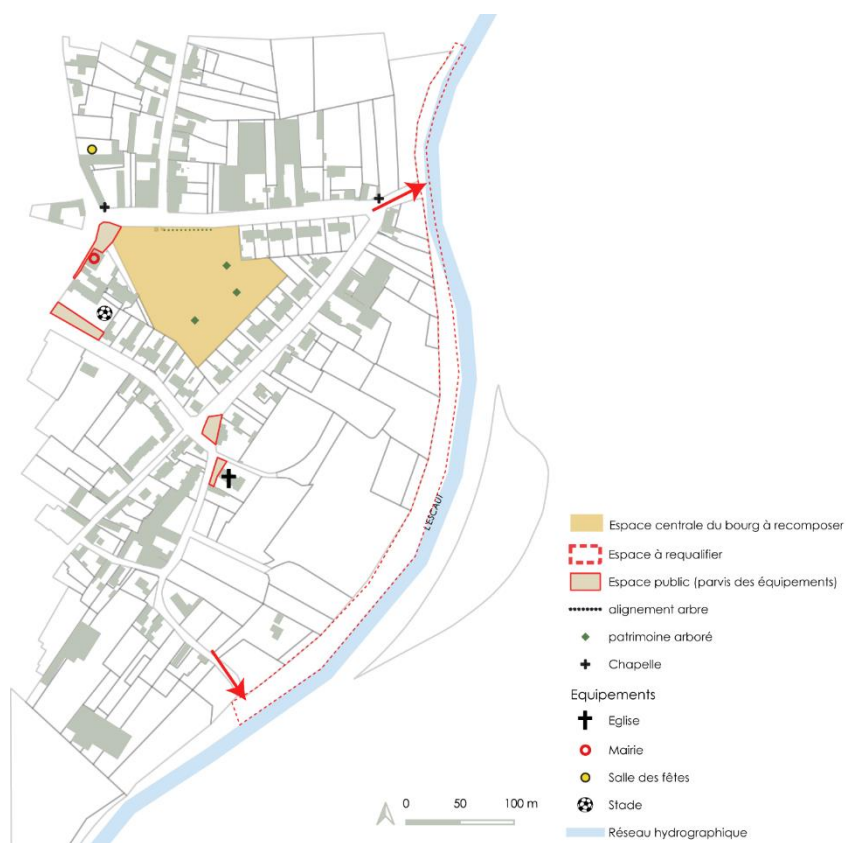 L'ESCAUT
Espace centrale du bourg à recomposer
Espace à requalifier
Espace public (parvis des équipements)
alignement arbre
patrimoine arboré
Chapelle
Equipements
Eglise
Mairie
Salle des fêtes
Stade
Réseau hydrographique
0 50 100 m